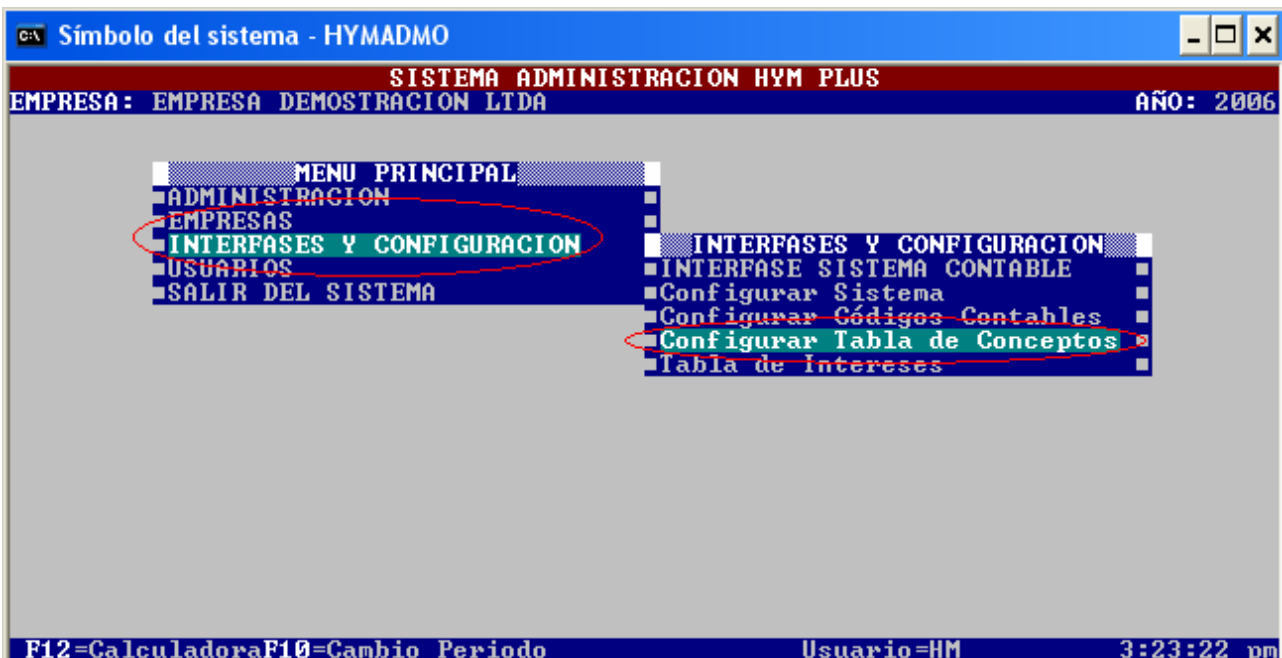 Símbolo del sistema - HYMADMO
SISTEMA ADMINISTRACION HYM PLUS
EMPRESA: EMPRESA DEMOSTRACION LTDA AÑO: 2006
MENU PRINCIPAL
ADMINISTRACION
EMPRESAS
INTERFASES Y CONFIGURACION
USUARIOS
SALIR DEL SISTEMA
INTERFASES Y CONFIGURACION
INTERFASE SISTEMA CONTABLE
Configurar Sistema
Configurar Códigos Contables
Configurar Tabla de Conceptos
Tabla de Intereses
F12=CalculadoraF10=Cambio Periodo Usuario=HM 3:23:22 pm